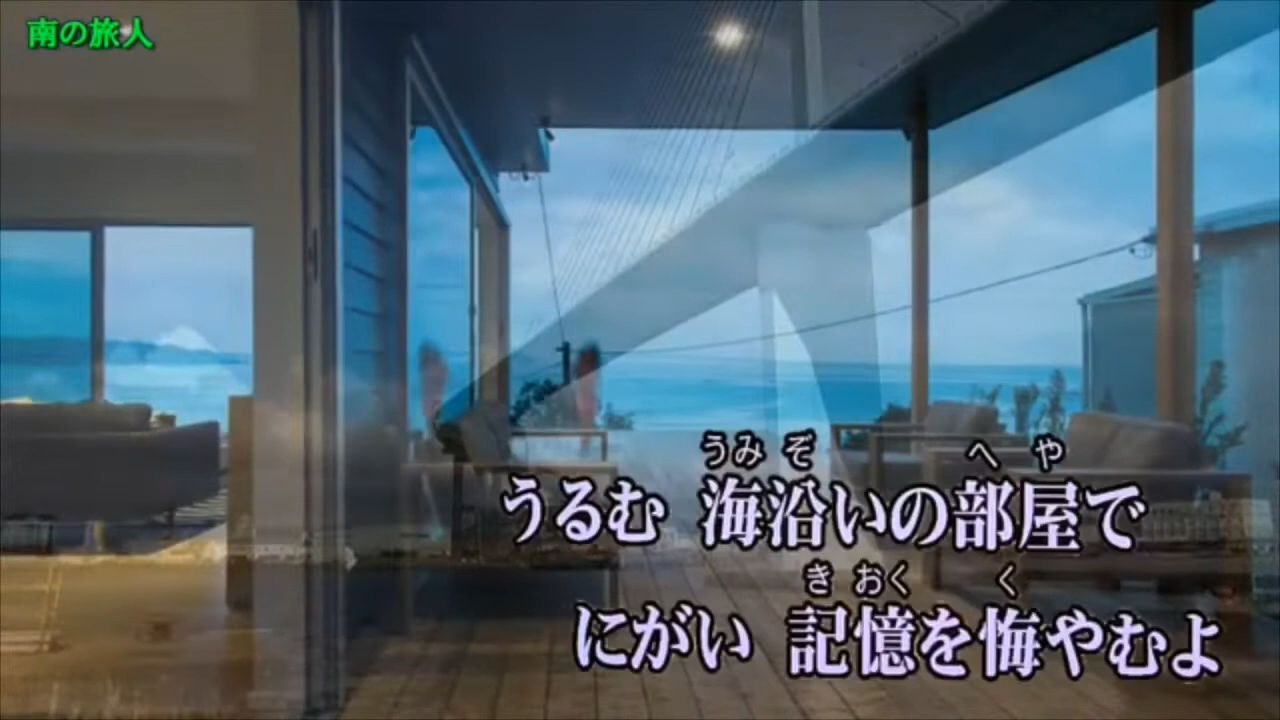 南の旅人
うみ ぞ へ や
うるむ 海沿いの部屋で
き おく く
にがい 記憶を悔やむよ